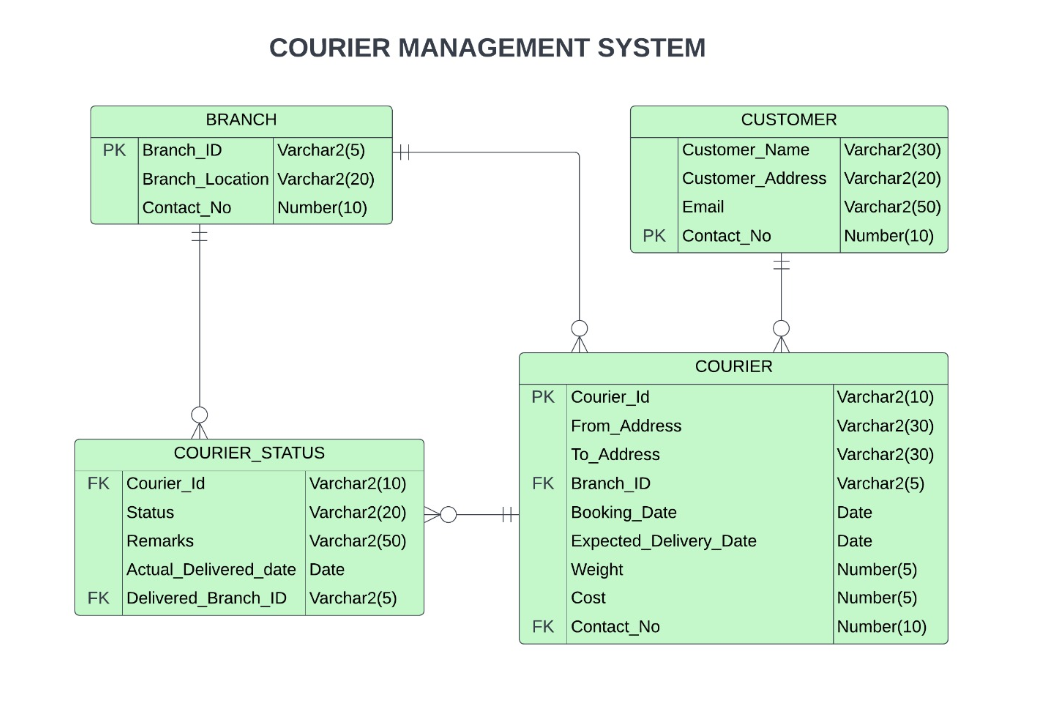 COURIER MANAGEMENT SYSTEM
BRANCH
PK Branch_ID Varchar2(5)
Branch_Location Varchar2(20)
Contact_No Number(10)
CUSTOMER
Customer_Name Varchar2(30)
Customer_Address Varchar2(20)
Email Varchar2(50)
PK Contact_No Number(10)
COURIER
PK Courier_Id Varchar2(10)
From_Address Varchar2(30)
To_Address Varchar2(30)
FK Branch_ID Varchar2(5)
Booking_Date Date
Expected_Delivery_Date Date
Weight Number(5)
Cost Number(5)
FK Contact_No Number(10)
COURIER_STATUS
FK Courier_Id Varchar2(10)
Status Varchar2(20)
Remarks Varchar2(50)
Actual_Delivered_date Date
FK Delivered_Branch_ID Varchar2(5)